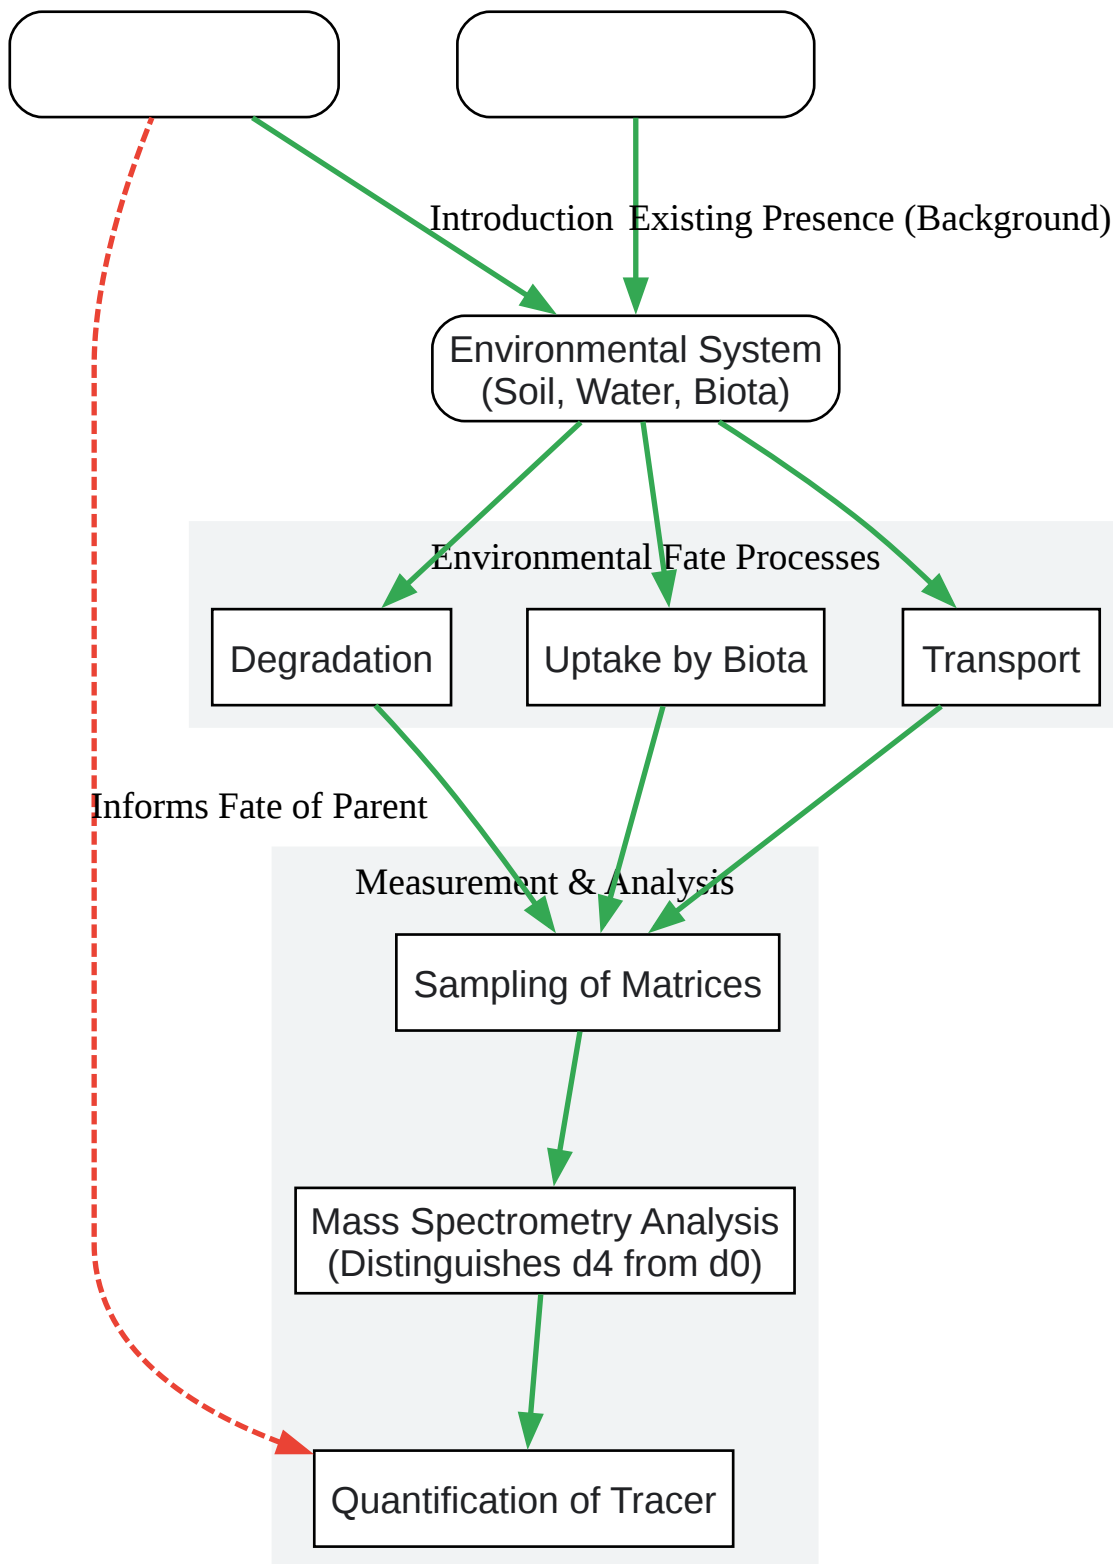 Introduction
Existing Presence (Background)
Environmental System
(Soil, Water, Biota)
Environmental Fate Processes
Degradation
Uptake by Biota
Transport
Informs Fate of Parent
Measurement & Analysis
Sampling of Matrices
Mass Spectrometry Analysis
(Distinguishes d4 from d0)
Quantification of Tracer